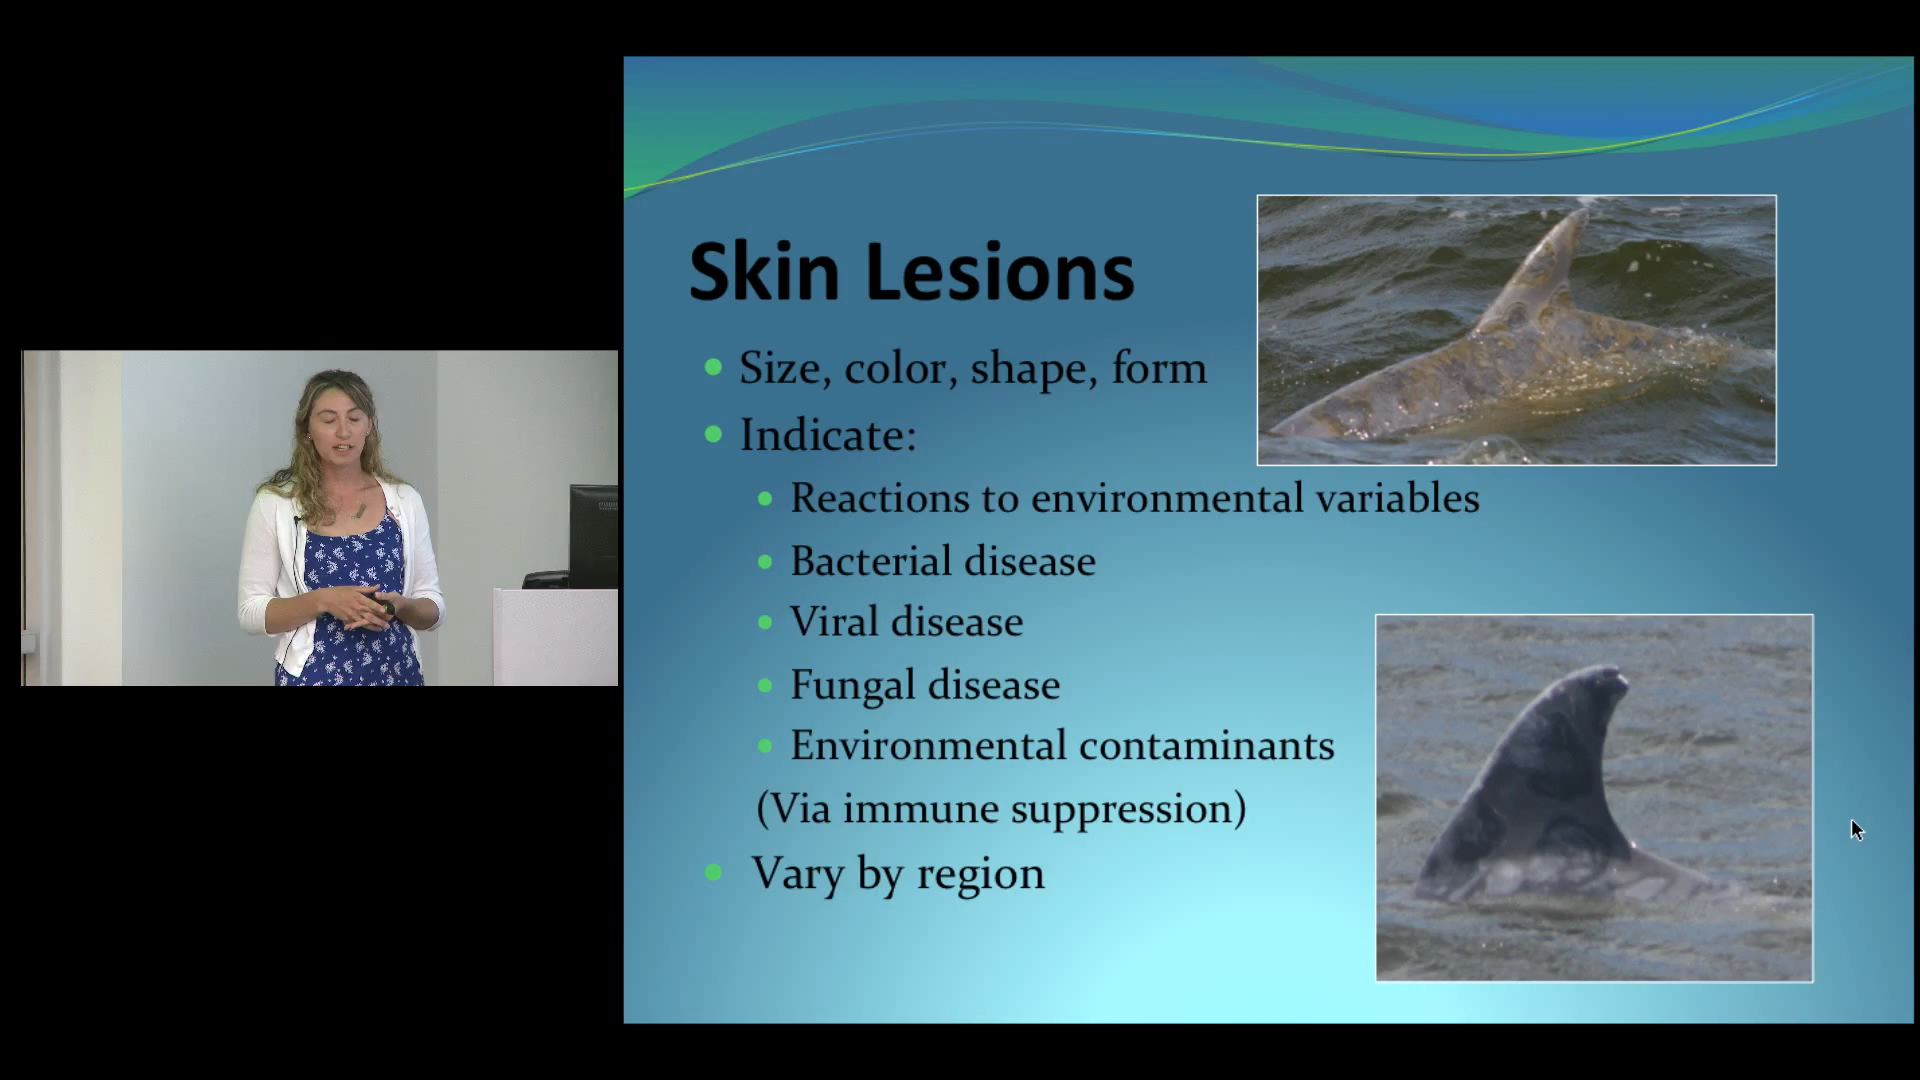 Skin Lesions
Size, color, shape, form
Indicate:
Reactions to environmental variables
Bacterial disease
Viral disease
Fungal disease
Environmental contaminants
(Via immune suppression)
Vary by region